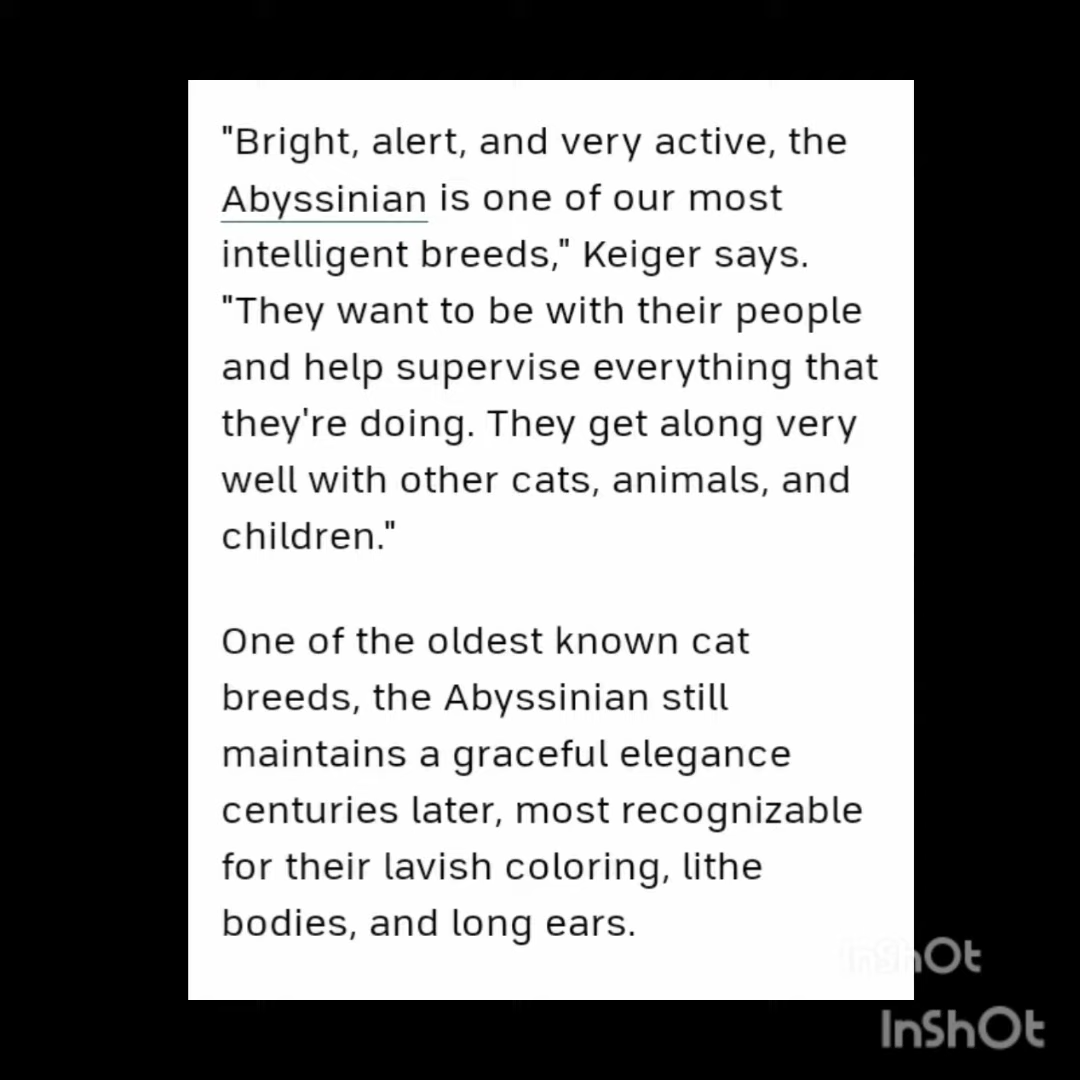 "Bright, alert, and very active, the
Abyssinian is one of our most
intelligent breeds," Keiger says.
"They want to be with their people
and help supervise everything that
they're doing. They get along very
well with other cats, animals, and
children."
One of the oldest known cat
breeds, the Abyssinian still
maintains a graceful elegance
centuries later, most recognizable
for their lavish coloring, lithe
bodies, and long ears.
InShOt
InShOt